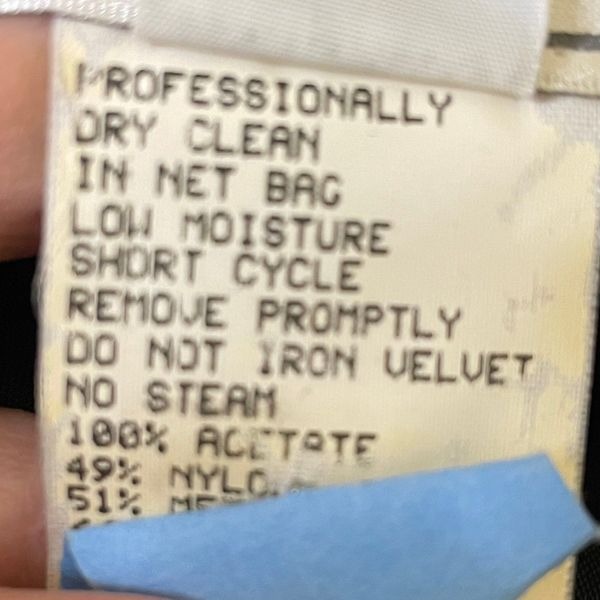 PROFESSIONALLY
DRY CLEAN
IN NET BAG
LOW MOISTURE
SHORT CYCLE
REMOVE PROMPTLY
DO NOT IRON VELVET
NO STEAM
100% ACETATE
49%
51%